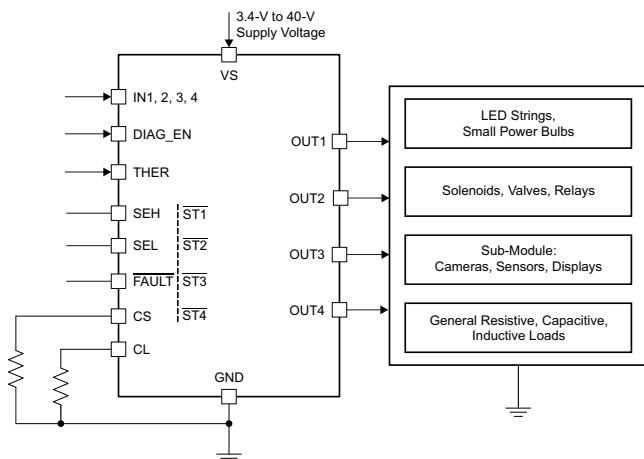 3.4-V to 40-V
Supply Voltage
VS
IN1, 2, 3, 4
DIAG_EN
THER
SEH
ST1
SEL
ST2
FAULT
ST3
CS
ST4
CL
GND
OUT1
OUT2
OUT3
OUT4
LED Strings,
Small Power Bulbs
Solenoids, Valves, Relays
Sub-Module:
Cameras, Sensors, Displays
General Resistive, Capacitive,
Inductive Loads